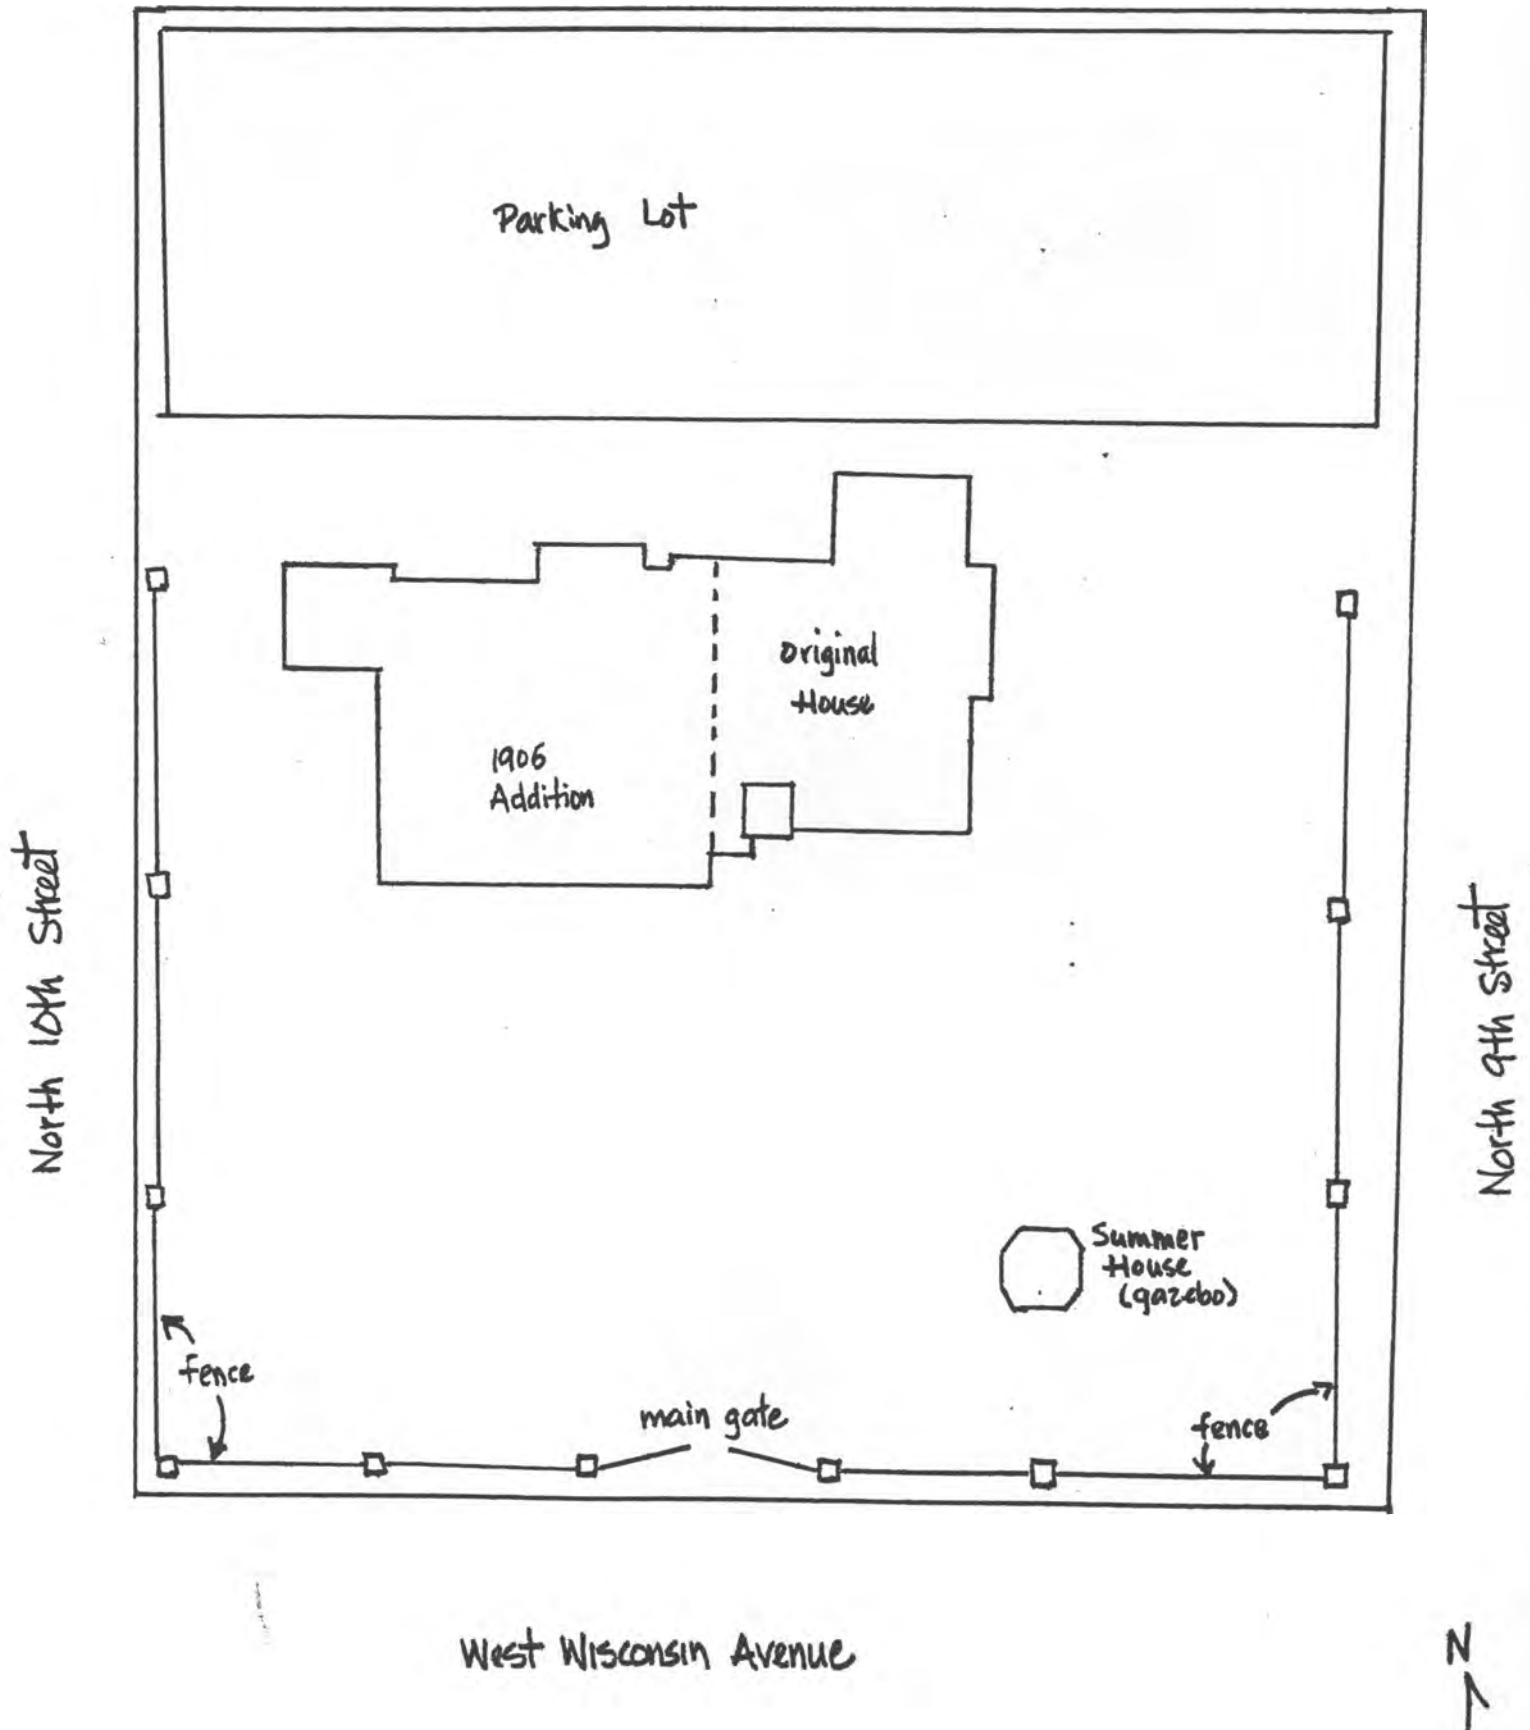 Parking Lot
original
House
1906
Addition
North 10th Street
North 9th Street
Summer
House
(gazebo)
fence
main gate
fence
West Wisconsin Avenue
N